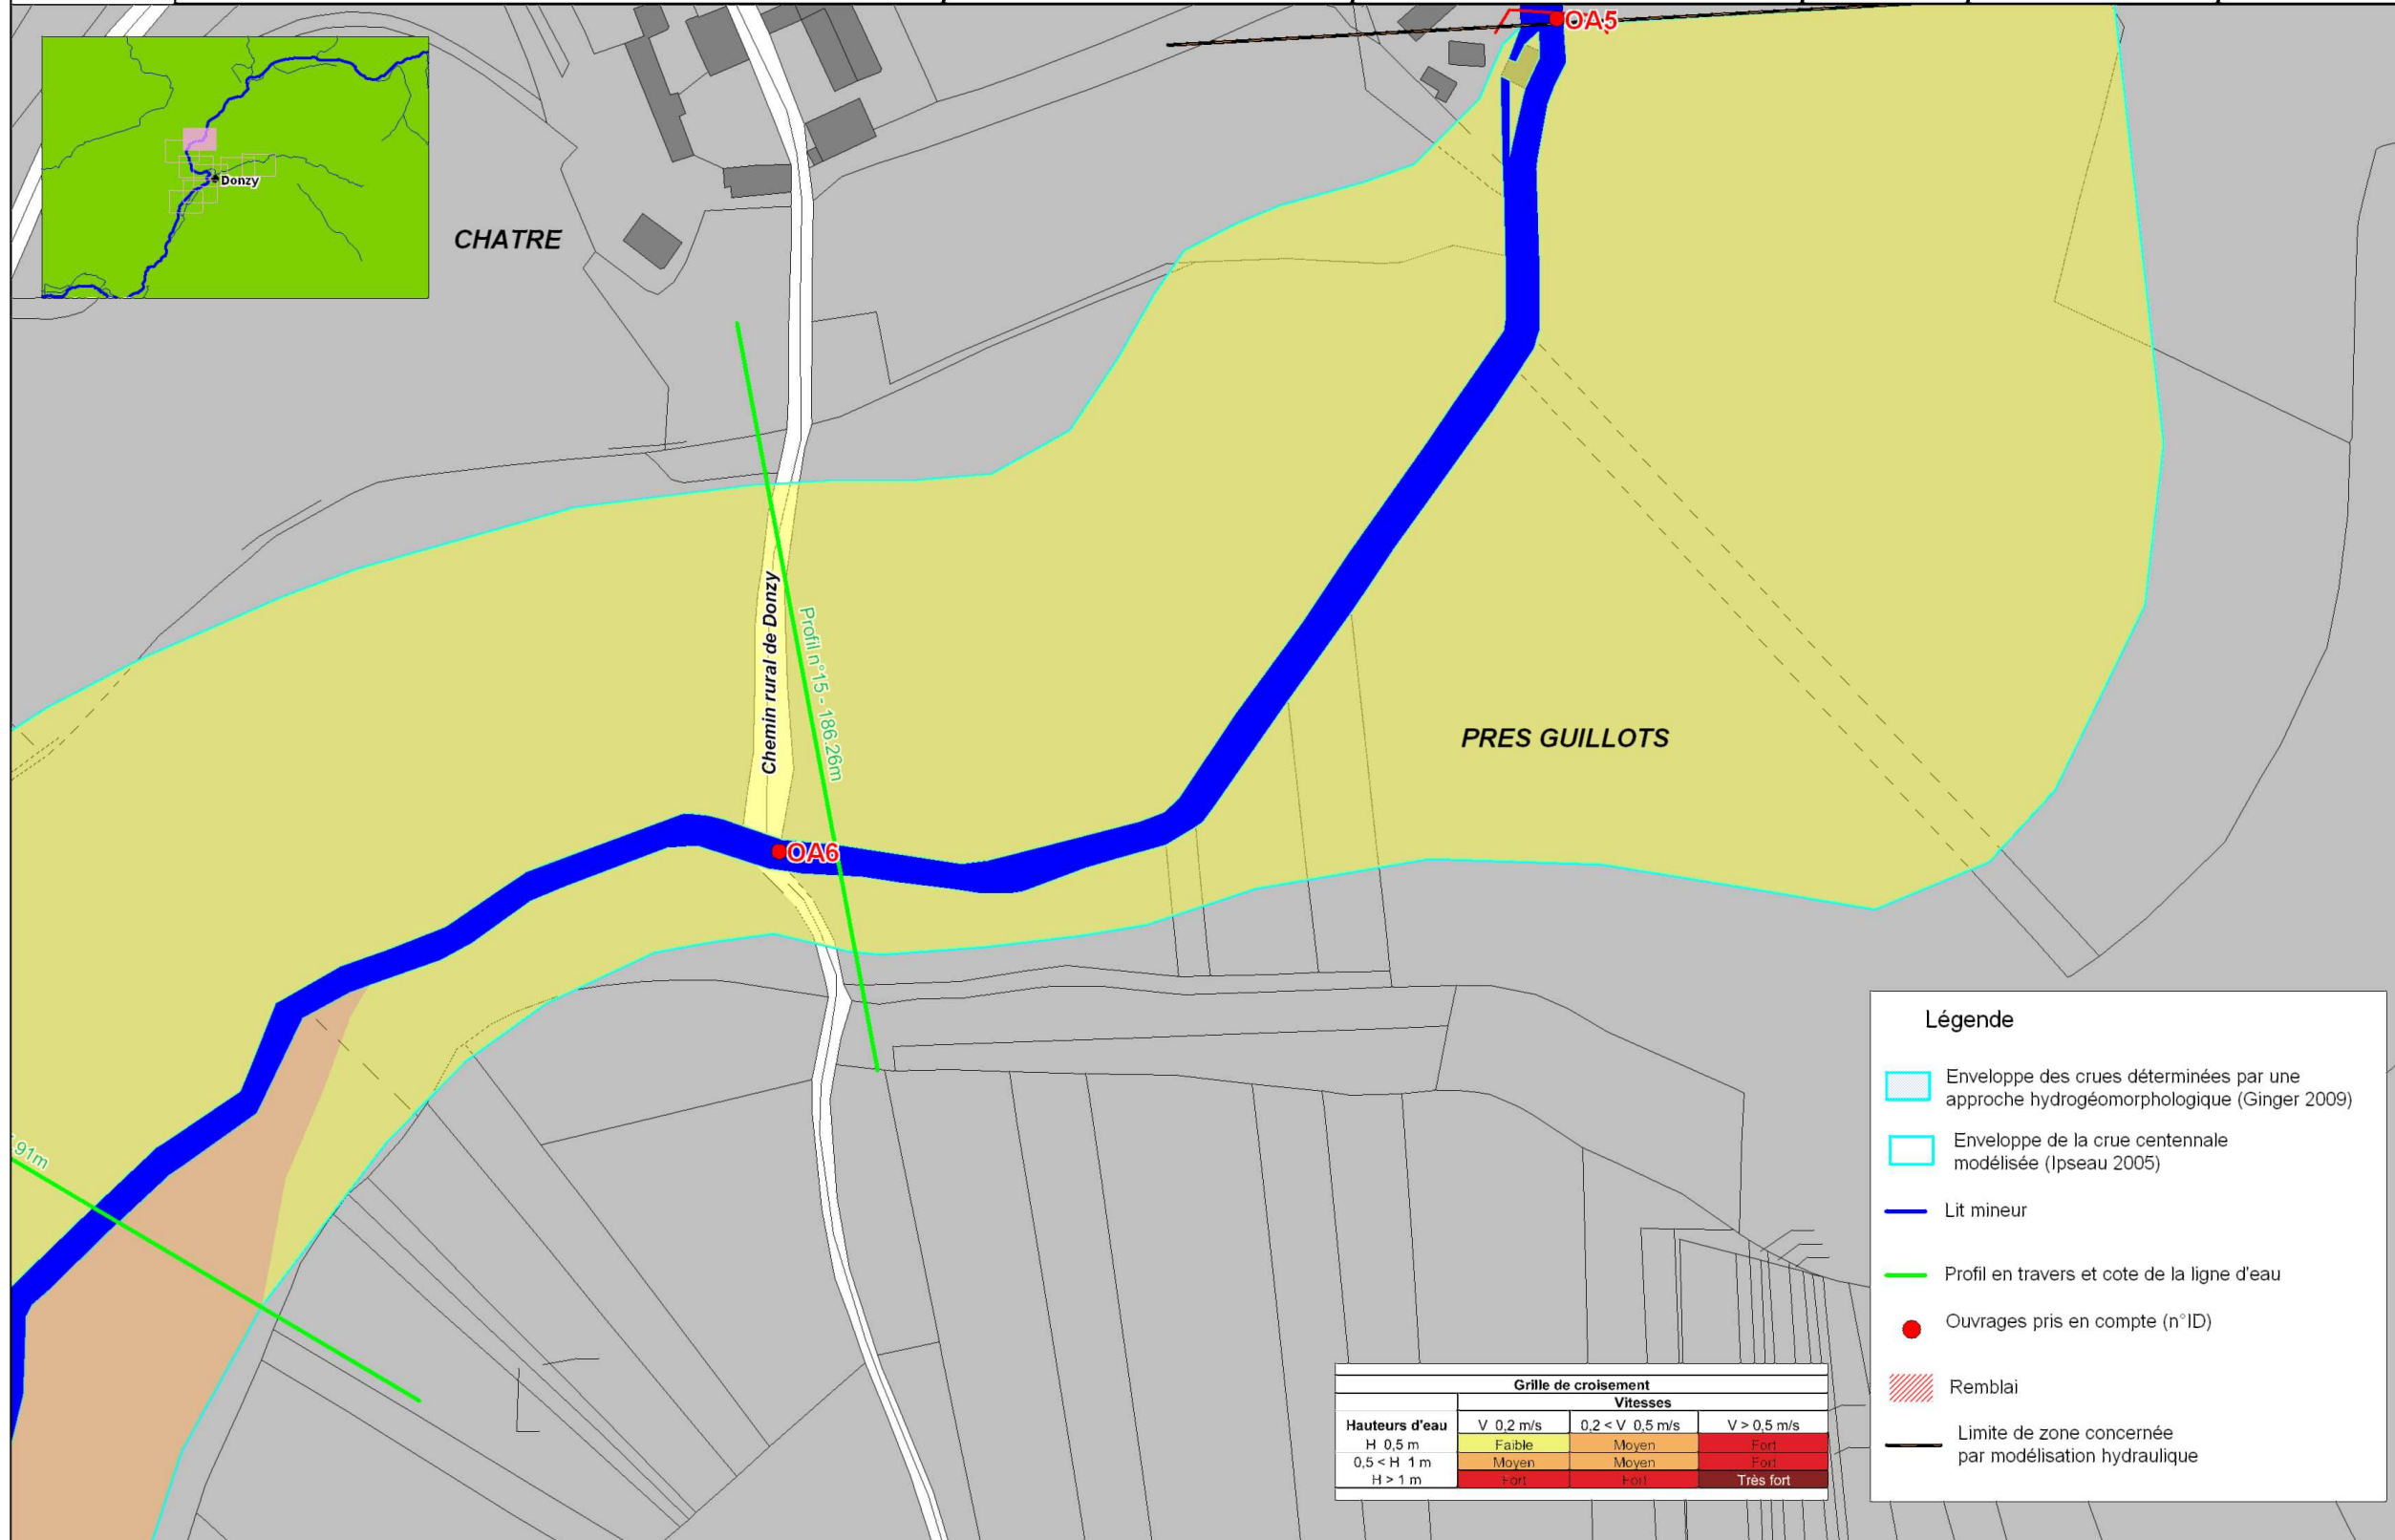 OA5
Donzy
CHATRE
Chemin rural de Donzy
Profil n°15 - 186.26m
PRES GUILLOTS
OA6
91m
Légende
Enveloppe des crues déterminées par une
approche hydrogéomorphologique (Ginger 2009)
Enveloppe de la crue centennale
modélisée (Ipseau 2005)
Lit mineur
Profil en travers et cote de la ligne d'eau
Ouvrages pris en compte (n°ID)
Remblai
Limite de zone concernée
par modélisation hydraulique
Grille de croisement
Vitesses
Hauteurs d'eau V 0,2 m/s 0,2 < V 0,5 m/s V > 0,5 m/s
H 0,5 m Faible Moyen Fort
0,5 < H 1 m Moyen Moyen Fort
H > 1 m Fort Fort Très fort